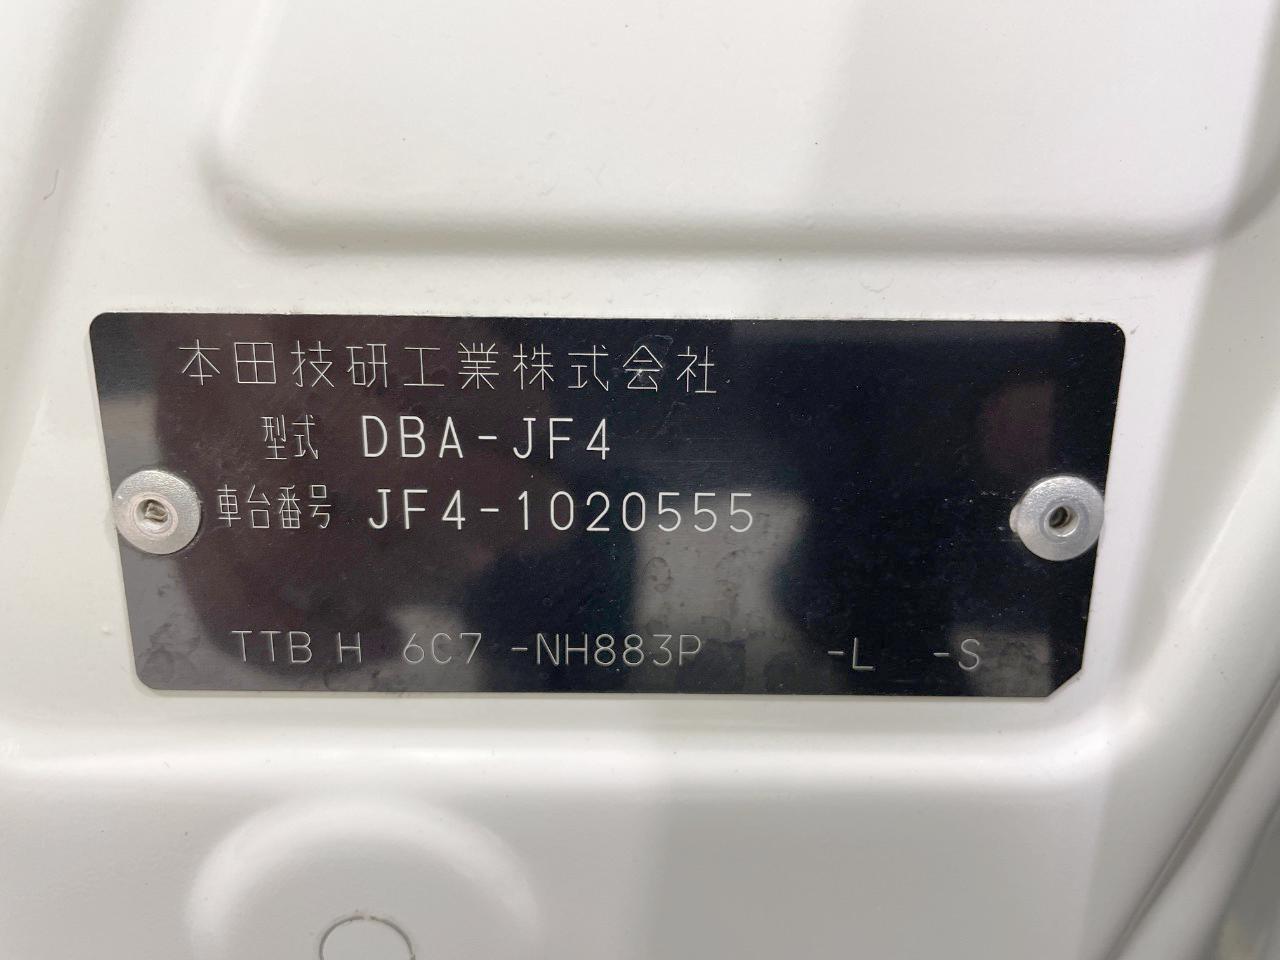 本田技研工業株式会社
型式 DBA-JF4
車台番号 JF4-1020555
TTB H 6C7 -NH883P -L -S